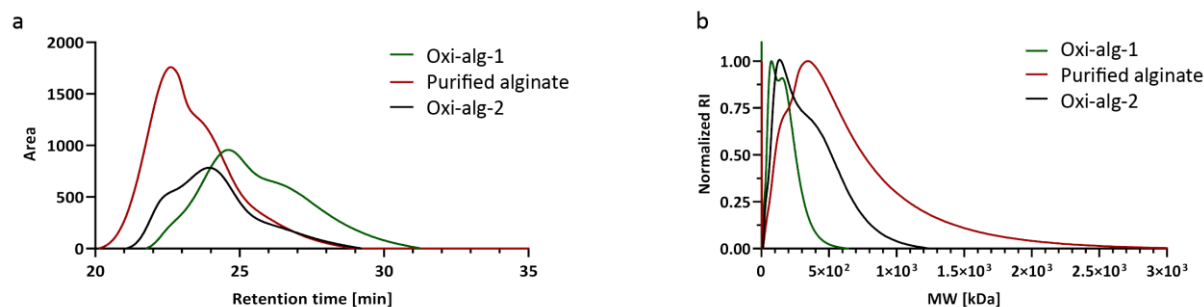 a
2000
1500
1000
500
0
Area
20
25
30
35
Retention time [min]
Oxi-alg-1
Purified alginate
Oxi-alg-2
b
1.00
0.75
0.50
0.25
0.00
Normalized RI
0
5×10²
1×10³
1.5×10³
2×10³
2.5×10³
3×10³
MW [kDa]
Oxi-alg-1
Purified alginate
Oxi-alg-2